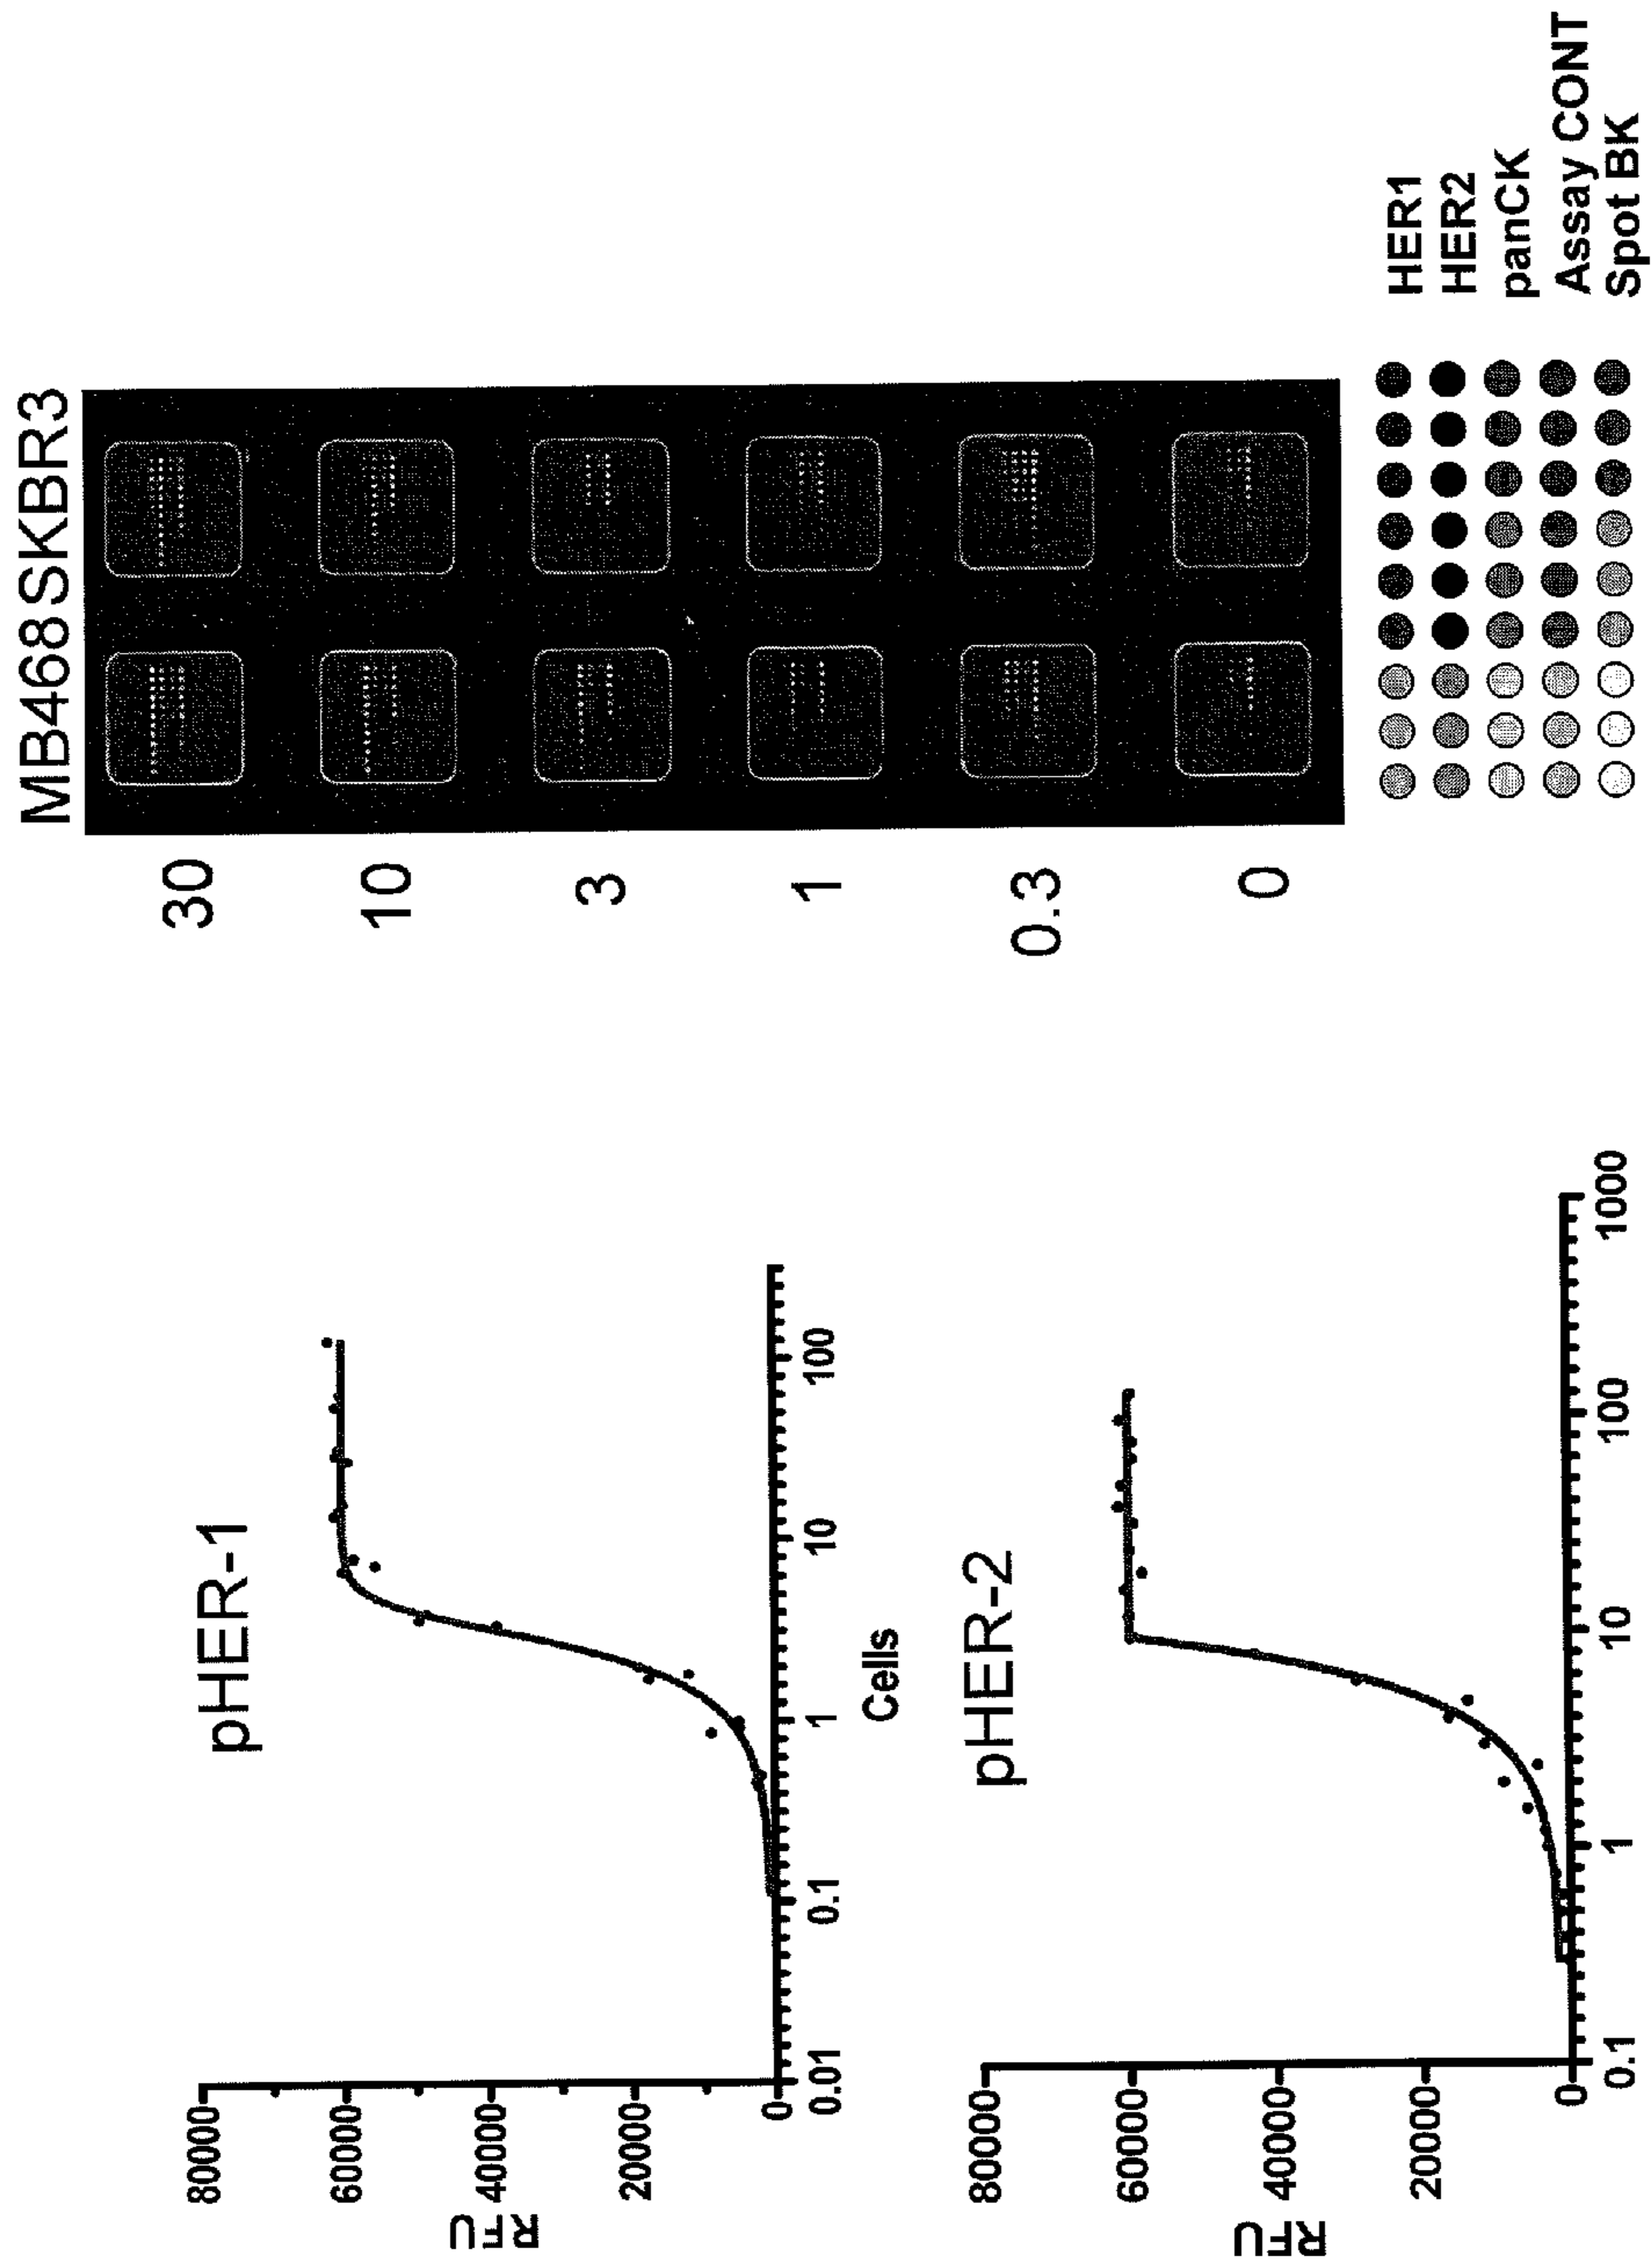 pHER-1
RFU
80000
60000
40000
20000
0
0.01
0.1
1
10
100
Cells
pHER-2
RFU
80000
60000
40000
20000
0
0.1
1
10
100
1000
MB468 SKBR3
30
10
3
1
0.3
0
HER1
HER2
panCK
Assay CONT
Spot BK